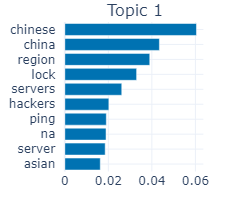 Topic 1
chinese
china
region
lock
servers
hackers
ping
na
server
asian
0 0.02 0.04 0.06